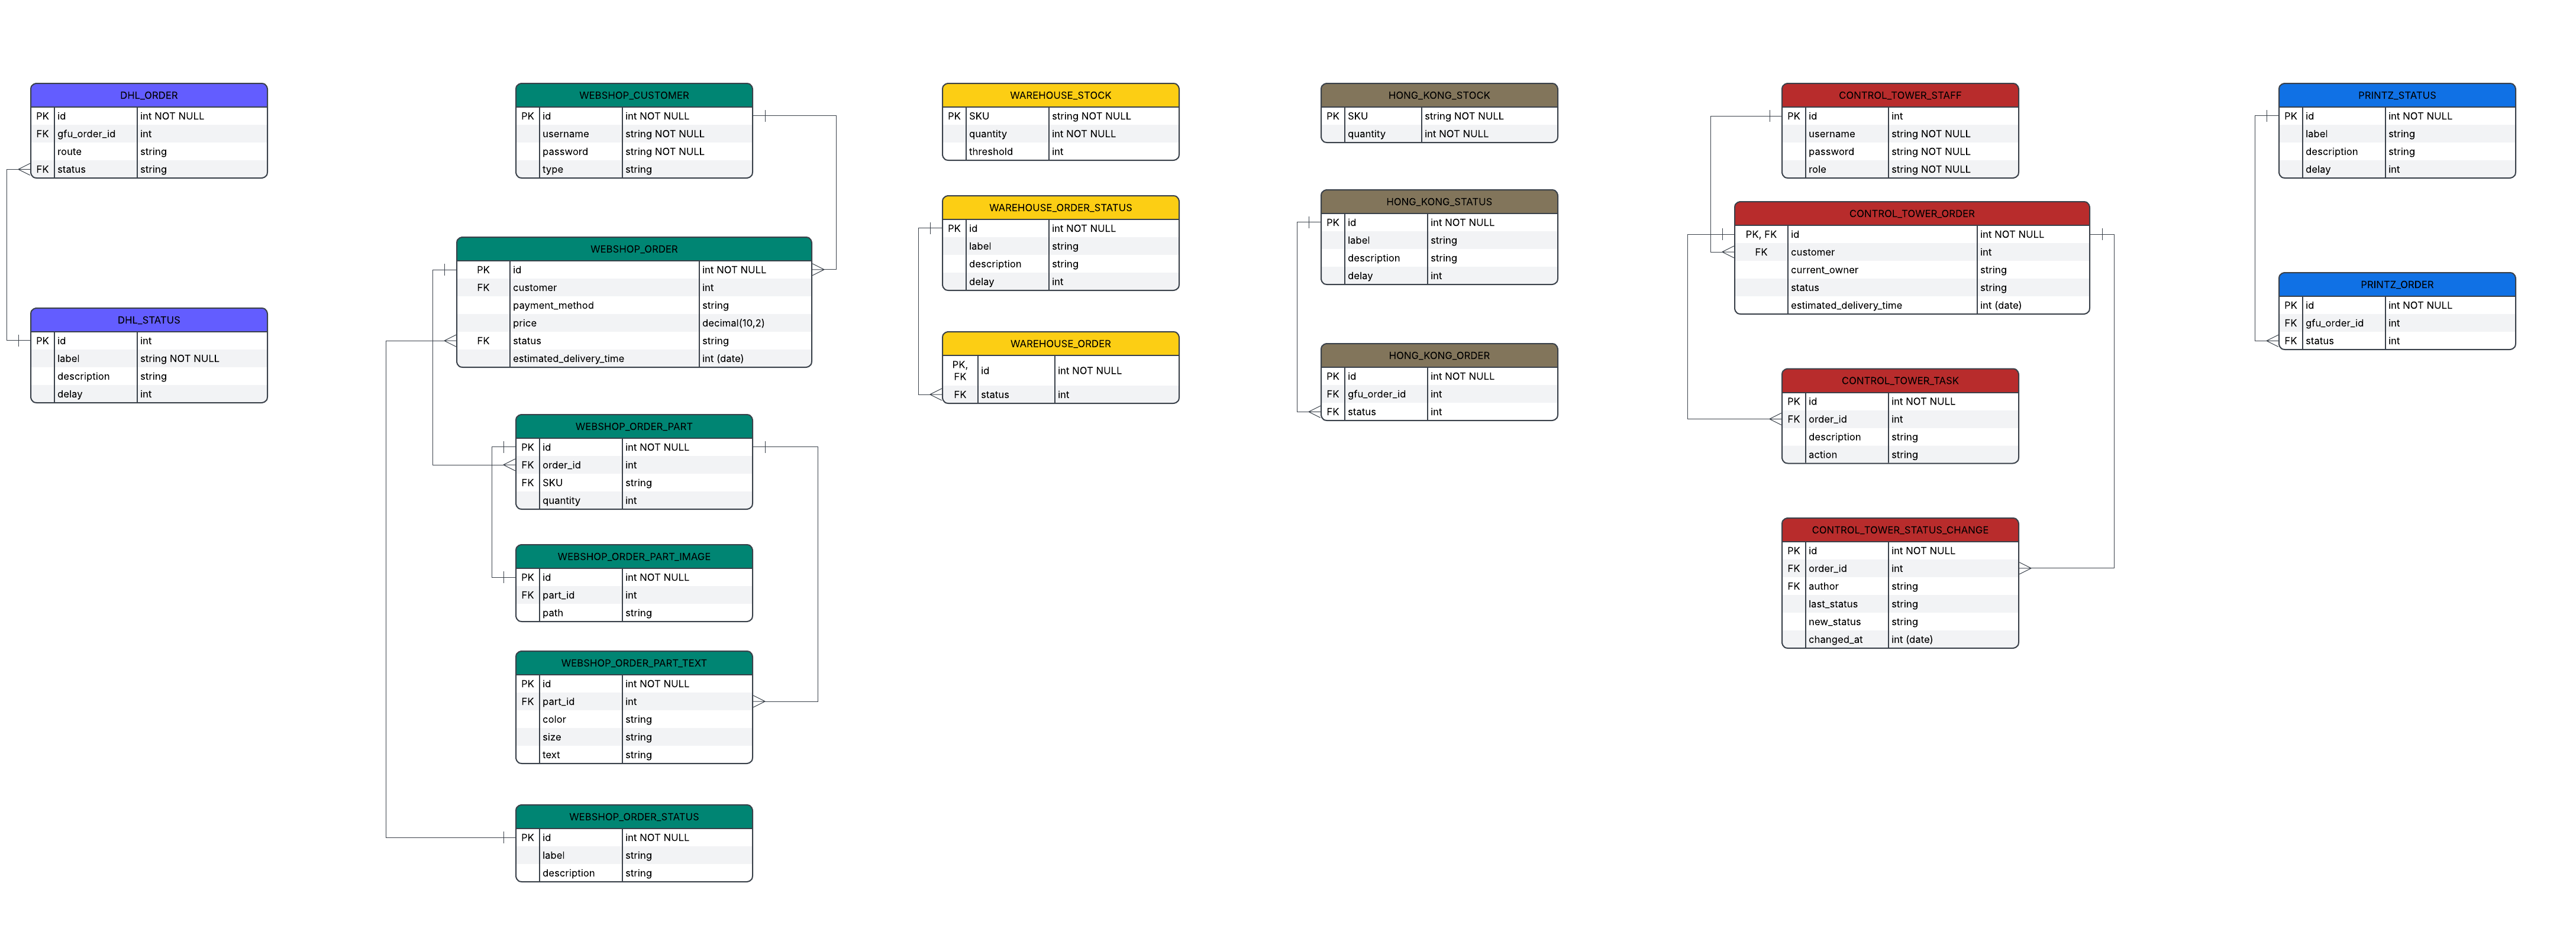 DHL_ORDER
PK id int NOT NULL
FK gfu_order_id int
route string
FK status string
DHL_STATUS
PK id int
label string NOT NULL
description string
delay int
WEBSHOP_CUSTOMER
PK id int NOT NULL
username string NOT NULL
password string NOT NULL
type string
WEBSHOP_ORDER
PK id int NOT NULL
FK customer int
payment_method string
price decimal(10,2)
FK status string
estimated_delivery_time int (date)
WEBSHOP_ORDER_PART
PK id int NOT NULL
FK order_id int
FK SKU string
quantity int
WEBSHOP_ORDER_PART_IMAGE
PK id int NOT NULL
FK part_id int
path string
WEBSHOP_ORDER_PART_TEXT
PK id int NOT NULL
FK part_id int
color string
size string
text string
WEBSHOP_ORDER_STATUS
PK id int NOT NULL
label string
description string
WAREHOUSE_STOCK
PK SKU string NOT NULL
quantity int NOT NULL
threshold int
WAREHOUSE_ORDER_STATUS
PK id int NOT NULL
label string
description string
delay int
WAREHOUSE_ORDER
PK, FK id int NOT NULL
FK status int
HONG_KONG_STOCK
PK SKU string NOT NULL
quantity int NOT NULL
HONG_KONG_STATUS
PK id int NOT NULL
label string
description string
delay int
HONG_KONG_ORDER
PK id int NOT NULL
FK gfu_order_id int
FK status int
CONTROL_TOWER_STAFF
PK id int
username string NOT NULL
password string NOT NULL
role string NOT NULL
CONTROL_TOWER_ORDER
PK, FK id int NOT NULL
FK customer int
current_owner string
status string
estimated_delivery_time int (date)
CONTROL_TOWER_TASK
PK id int NOT NULL
FK order_id int
description string
action string
CONTROL_TOWER_STATUS_CHANGE
PK id int NOT NULL
FK order_id int
FK author string
last_status string
new_status string
changed_at int (date)
PRINTZ_STATUS
PK id int NOT NULL
label string
description string
delay int
PRINTZ_ORDER
PK id int NOT NULL
FK gfu_order_id int
FK status int